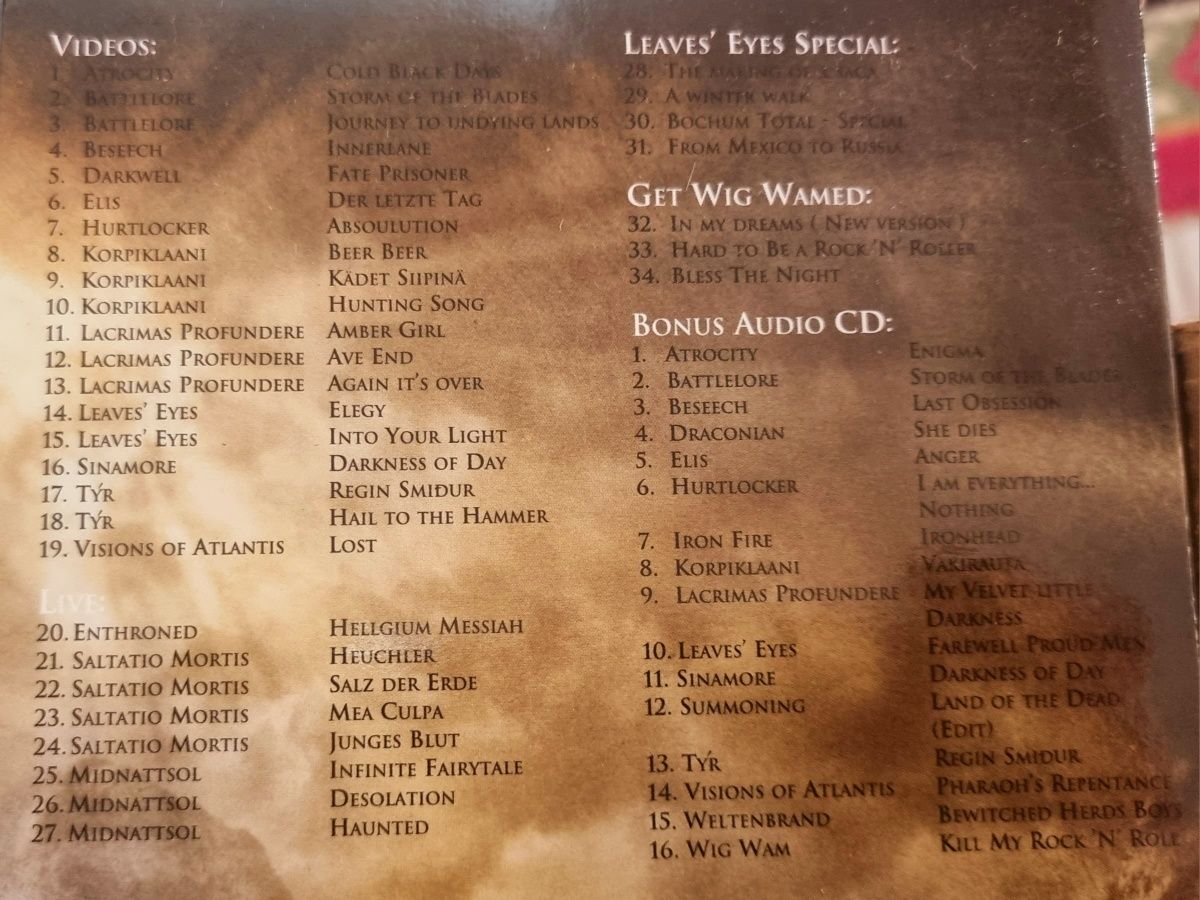 VIDEOS:
1. ATROCITY COLD BLACK DAYS
2. BATTLELORE STORM OF THE BLADES
3. BATTLELORE JOURNEY TO UNDYING LANDS
4. BESEECH INNERLANE
5. DARKWELL FATE PRISONER
6. ELIS DER LETZTE TAG
7. HURTLOCKER ABSOULUTION
8. KORPIKLAANI BEER BEER
9. KORPIKLAANI KÄDET SIIPINÄ
10. KORPIKLAANI HUNTING SONG
11. LACRIMAS PROFUNDERE AMBER GIRL
12. LACRIMAS PROFUNDERE AVE END
13. LACRIMAS PROFUNDERE AGAIN IT'S OVER
14. LEAVES' EYES ELEGY
15. LEAVES' EYES INTO YOUR LIGHT
16. SINAMORE DARKNESS OF DAY
17. TÝR REGIN SMIÐUR
18. TÝR HAIL TO THE HAMMER
19. VISIONS OF ATLANTIS LOST
LIVE:
20. ENTHRONED HELLGIUM MESSIAH
21. SALTATIO MORTIS HEUCHLER
22. SALTATIO MORTIS SALZ DER ERDE
23. SALTATIO MORTIS MEA CULPA
24. SALTATIO MORTIS JUNGES BLUT
25. MIDNATTSOL INFINITE FAIRYTALE
26. MIDNATTSOL DESOLATION
27. MIDNATTSOL HAUNTED
LEAVES' EYES SPECIAL:
28. THE MAKING OF A SAGA
29. A WINTER WALK
30. BOCHUM TOTAL - SPECIAL
31. FROM MEXICO TO RUSSIA
GET WIG WAMED:
32. IN MY DREAMS ( NEW VERSION )
33. HARD TO BE A ROCK 'N' ROLLER
34. BLESS THE NIGHT
BONUS AUDIO CD:
1. ATROCITY ENIGMA
2. BATTLELORE STORM OF THE BLADES
3. BESEECH LAST OBSESSION
4. DRACONIAN SHE DIES
5. ELIS ANGER
6. HURTLOCKER I AM EVERYTHING...
NOTHING
7. IRON FIRE IRONHEAD
8. KORPIKLAANI VÄKIRAUTA
9. LACRIMAS PROFUNDERE MY VELVET LITTLE
DARKNESS
10. LEAVES' EYES FAREWELL PROUD MEN
11. SINAMORE DARKNESS OF DAY
12. SUMMONING LAND OF THE DEAD
(EDIT)
13. TÝR REGIN SMIÐUR
14. VISIONS OF ATLANTIS PHARAOH'S REPENTANCE
15. WELTENBRAND BEWITCHED HERDS BOYS
16. WIG WAM KILL MY ROCK 'N' ROLL